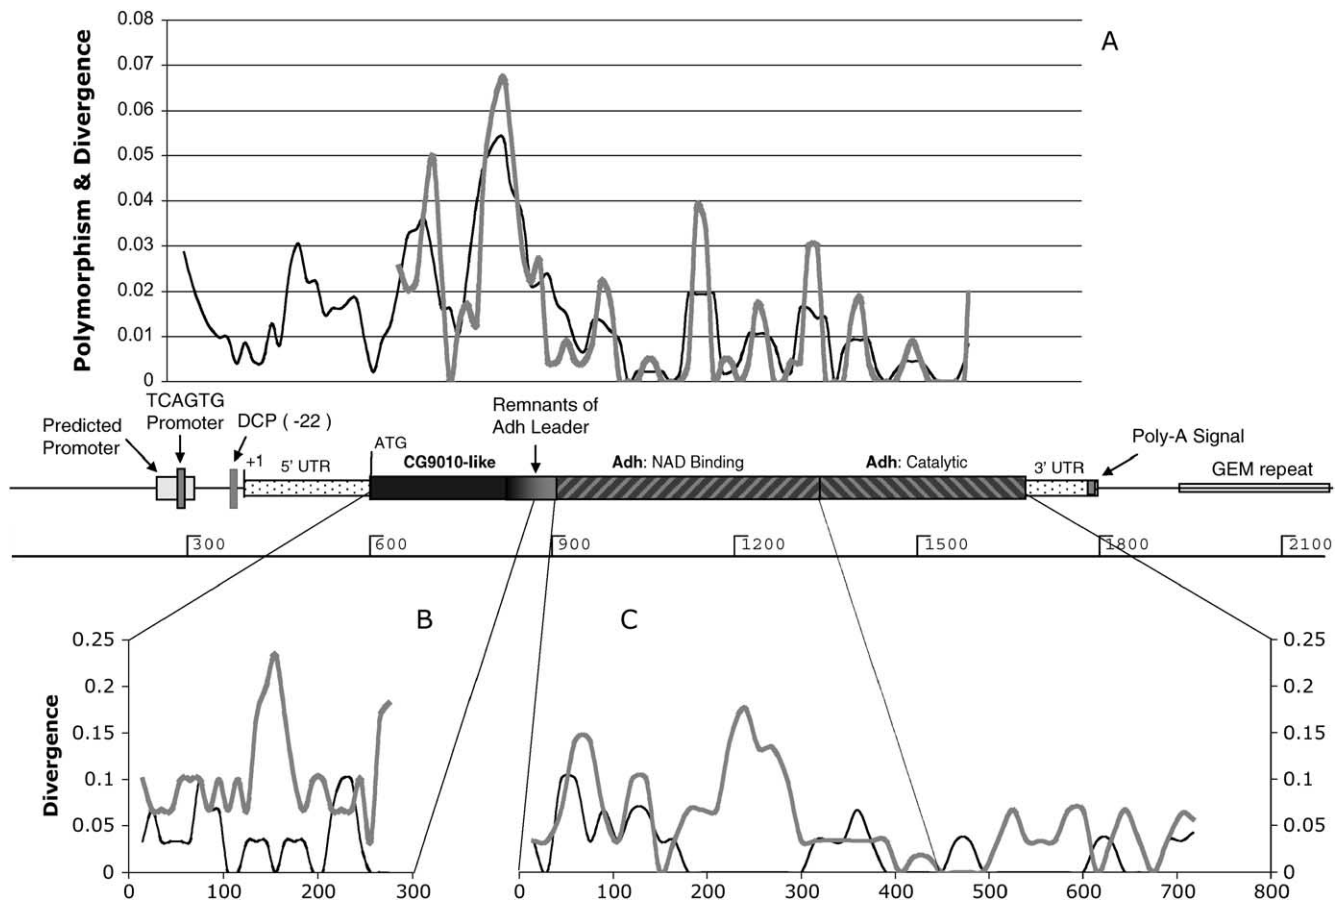 A
Polymorphism & Divergence
0.08
0.07
0.06
0.05
0.04
0.03
0.02
0.01
0
Predicted
Promoter
TCAGTG
Promoter
DCP ( -22 )
Remnants of
Adh Leader
Poly-A Signal
+1
5' UTR
ATG
CG9010-like
Adh: NAD Binding
Adh: Catalytic
3' UTR
GEM repeat
300
600
900
1200
1500
1800
2100
B
Divergence
0.25
0.2
0.15
0.1
0.05
0
0
100
200
300
C
0.25
0.2
0.15
0.1
0.05
0
0
100
200
300
400
500
600
700
800